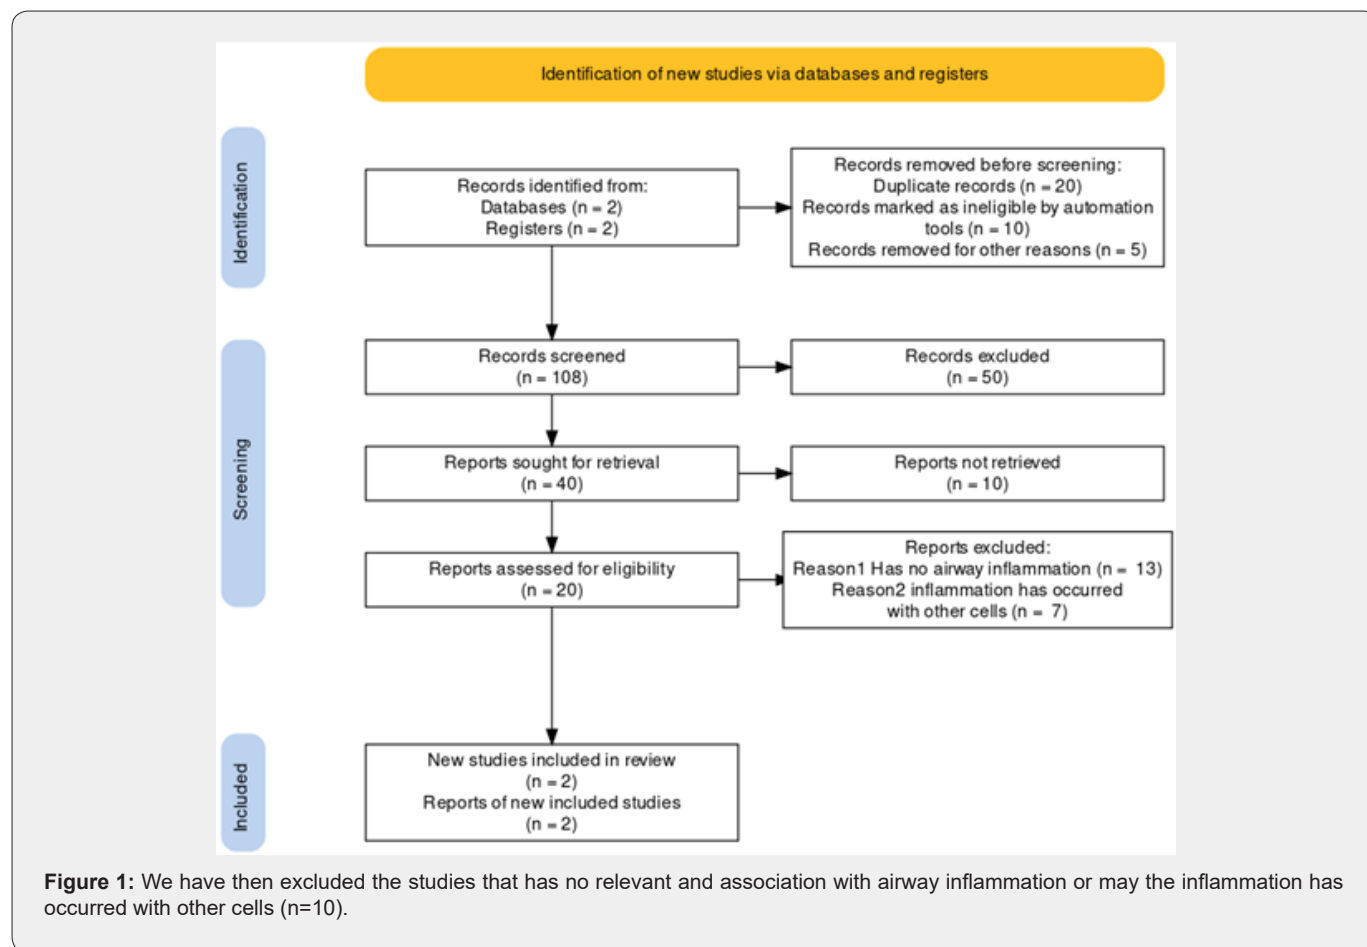 Identification of new studies via databases and registers
Identification
Records identified from:
Databases (n = 2)
Registers (n = 2)
Records removed before screening:
Duplicate records (n = 20)
Records marked as ineligible by automation
tools (n = 10)
Records removed for other reasons (n = 5)
Screening
Records screened
(n = 108)
Records excluded
(n = 50)
Reports sought for retrieval
(n = 40)
Reports not retrieved
(n = 10)
Reports assessed for eligibility
(n = 20)
Reports excluded:
Reason1 Has no airway inflammation (n = 13)
Reason2 inflammation has occurred
with other cells (n = 7)
Included
New studies included in review
(n = 2)
Reports of new included studies
(n = 2)
Figure 1: We have then excluded the studies that has no relevant and association with airway inflammation or may the inflammation has
occurred with other cells (n=10).